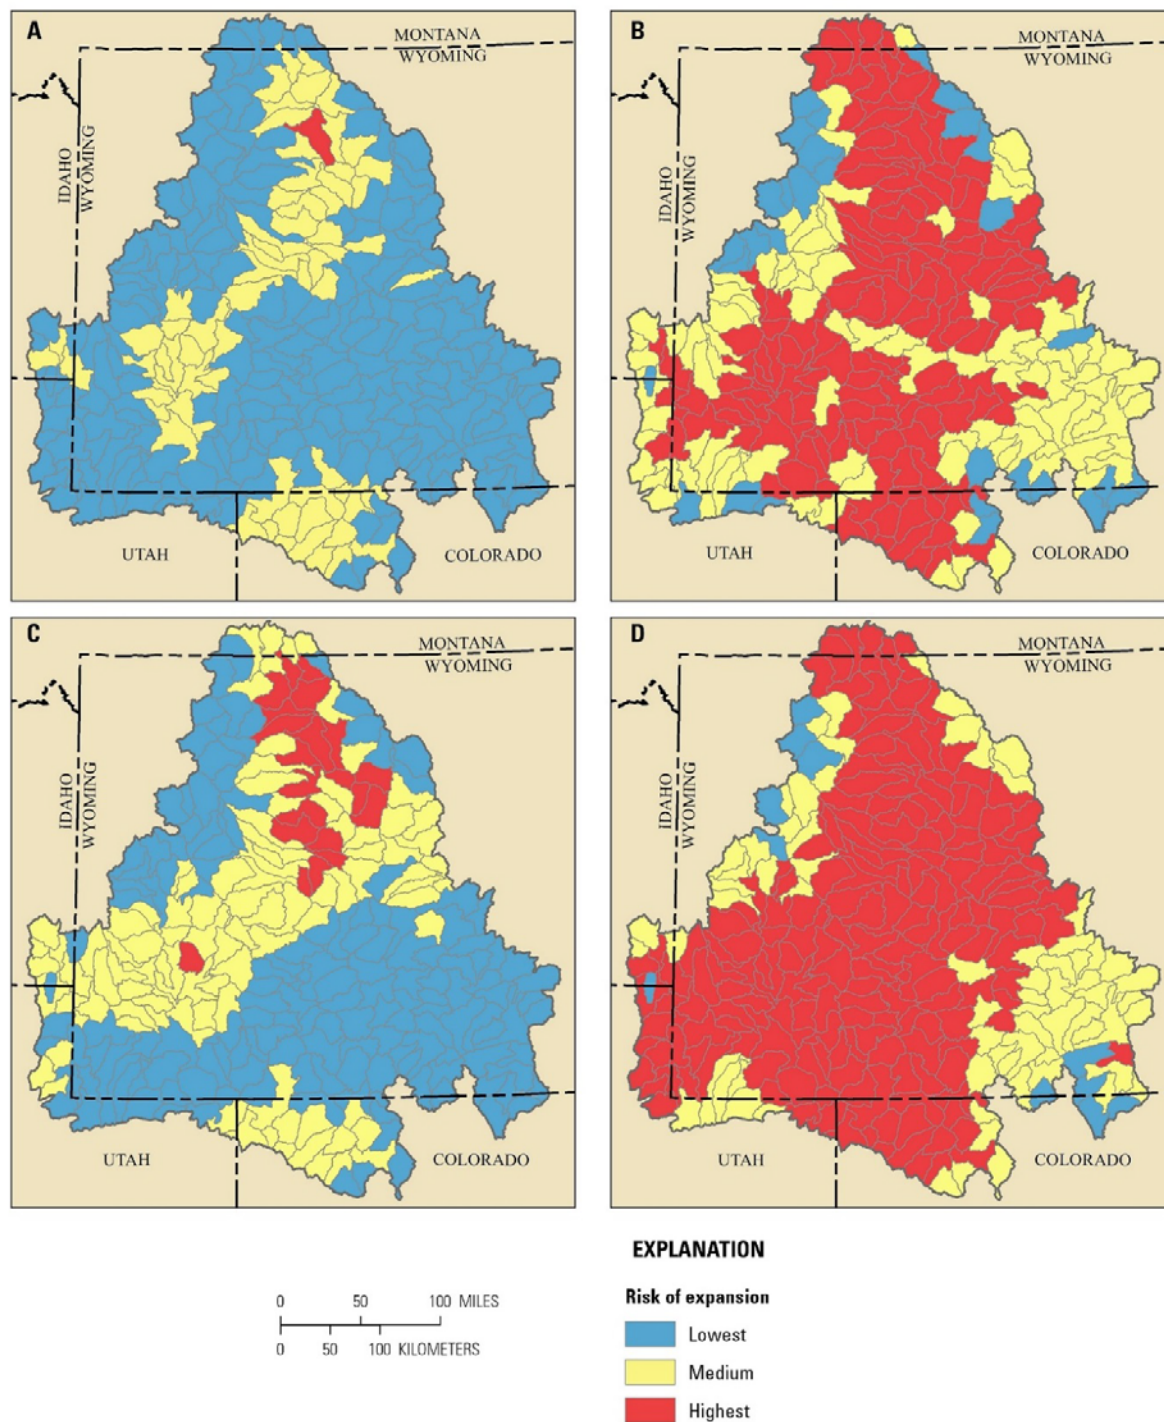 A
MONTANA
WYOMING
IDAHO
WYOMING
UTAH
COLORADO
B
MONTANA
WYOMING
IDAHO
WYOMING
UTAH
COLORADO
C
MONTANA
WYOMING
IDAHO
WYOMING
UTAH
COLORADO
D
MONTANA
WYOMING
IDAHO
WYOMING
UTAH
COLORADO
0 50 100 MILES
0 50 100 KILOMETERS
EXPLANATION
Risk of expansion
Lowest
Medium
Highest